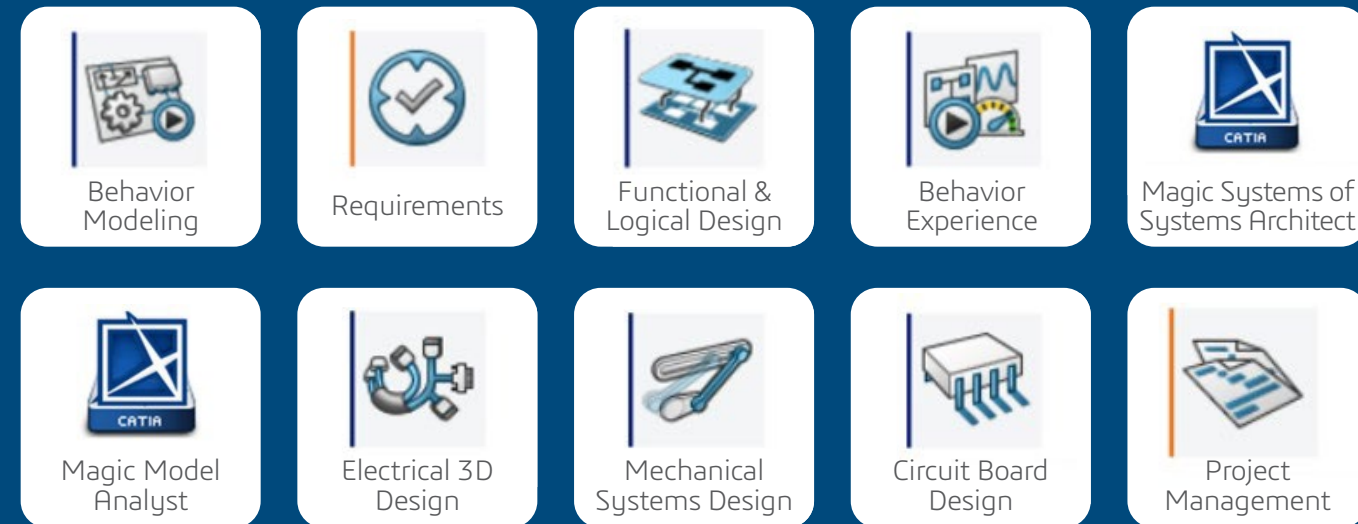 CATIA
Behavior
Modeling
Requirements
Functional &
Logical Design
Behavior
Experience
Magic Systems of
Systems Architect
CATIA
Magic Model
Analyst
Electrical 3D
Design
Mechanical
Systems Design
Circuit Board
Design
Project
Management